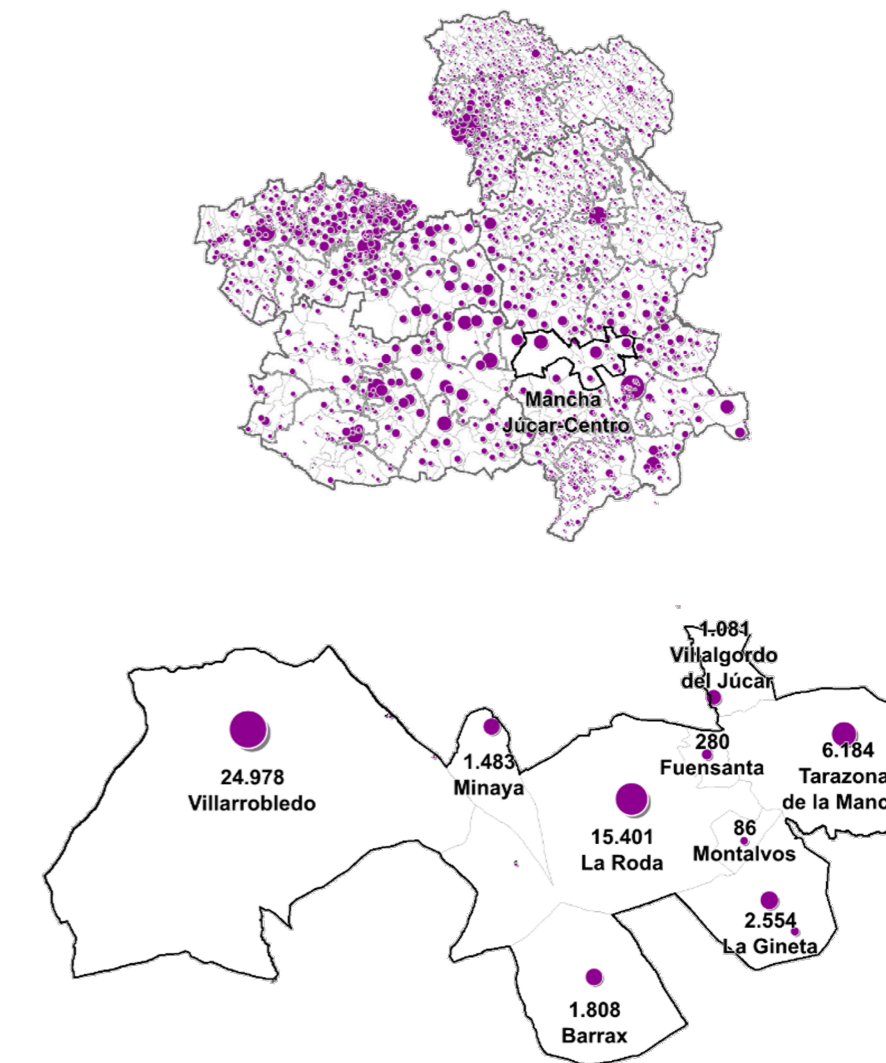 Mancha
Júcar-Centro
1.081
Villalgordo
del Júcar
24.978
Villarrobledo
1.483
Minaya
280
Fuensanta
6.184
Tarazona
de la Manc
15.401
La Roda
86
Montalvos
2.554
La Gineta
1.808
Barrax